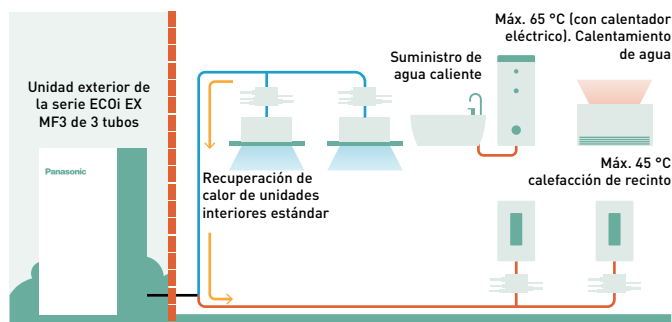 Unidad exterior de
la serie ECOi EX
MF3 de 3 tubos
Panasonic
Recuperación de
calor de unidades
interiores estándar
Suministro de
agua caliente
Máx. 65 °C (con calentador
eléctrico). Calentamiento
de agua
Máx. 45 °C
calefacción de recinto